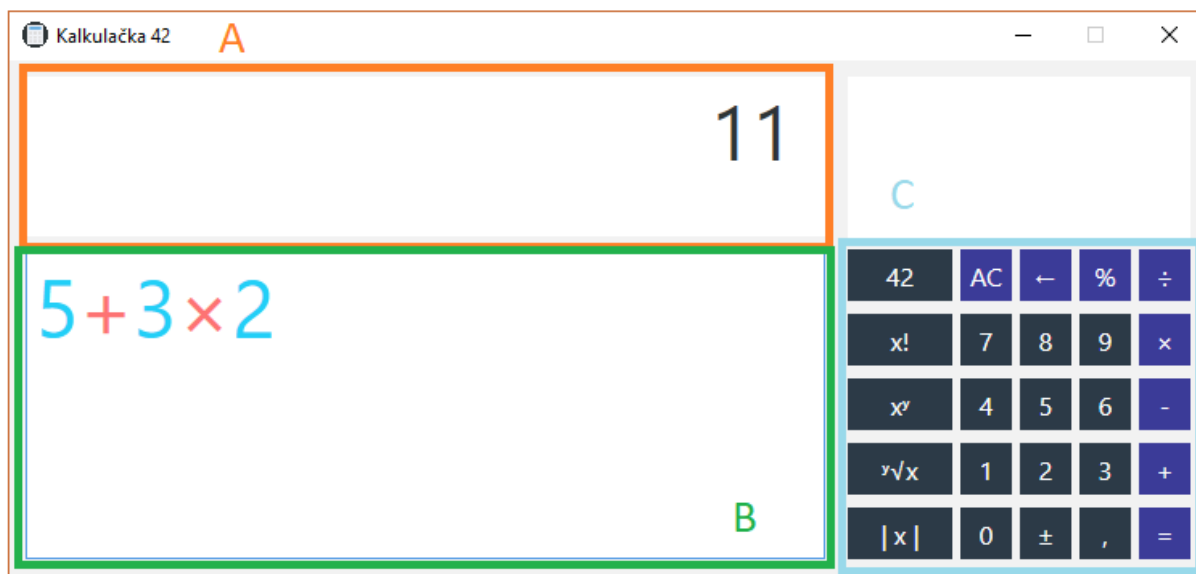 Kalkulačka 42 A
11
C
5+3×2
B
42 AC ← % ÷
x! 7 8 9 ×
xʸ 4 5 6 -
ʸ√x 1 2 3 +
|x| 0 ± , =